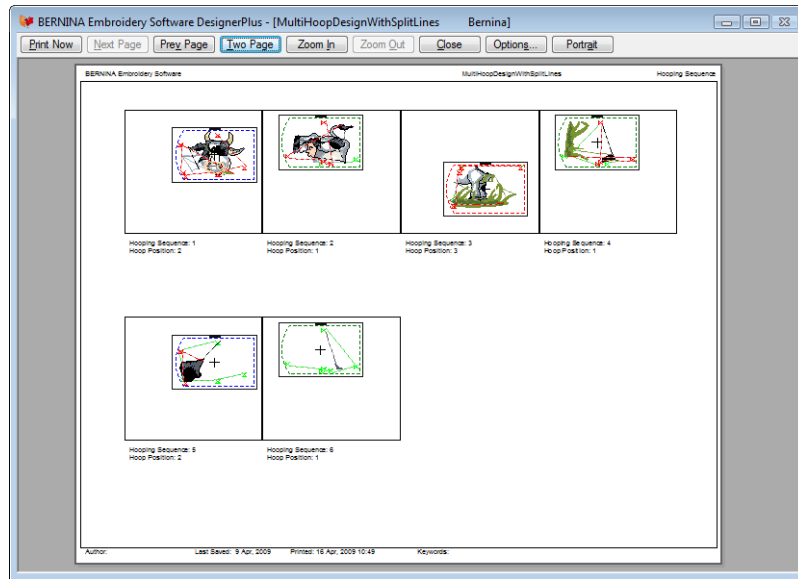 BERNINA Embroidery Software DesignerPlus - [MultiHoopDesignWithSplitLines Bernina]
Print Now Next Page Prev Page Two Page Zoom In Zoom Out Close Options... Portrait
BERNINA Embroidery Software MultiHoopDesignWithSplitLines Hooping Sequence
Hooping Sequence: 1 Hooping Sequence: 2 Hooping Sequence: 3 Hooping Sequence: 4
Hoop Position: 2 Hoop Position: 1 Hoop Position: 3 Hoop Position: 1
Hooping Sequence: 5 Hooping Sequence: 6
Hoop Position: 2 Hoop Position: 1
Author: Last Saved: 9 Apr, 2009 Printed: 16 Apr, 2009 10:49 Keywords: